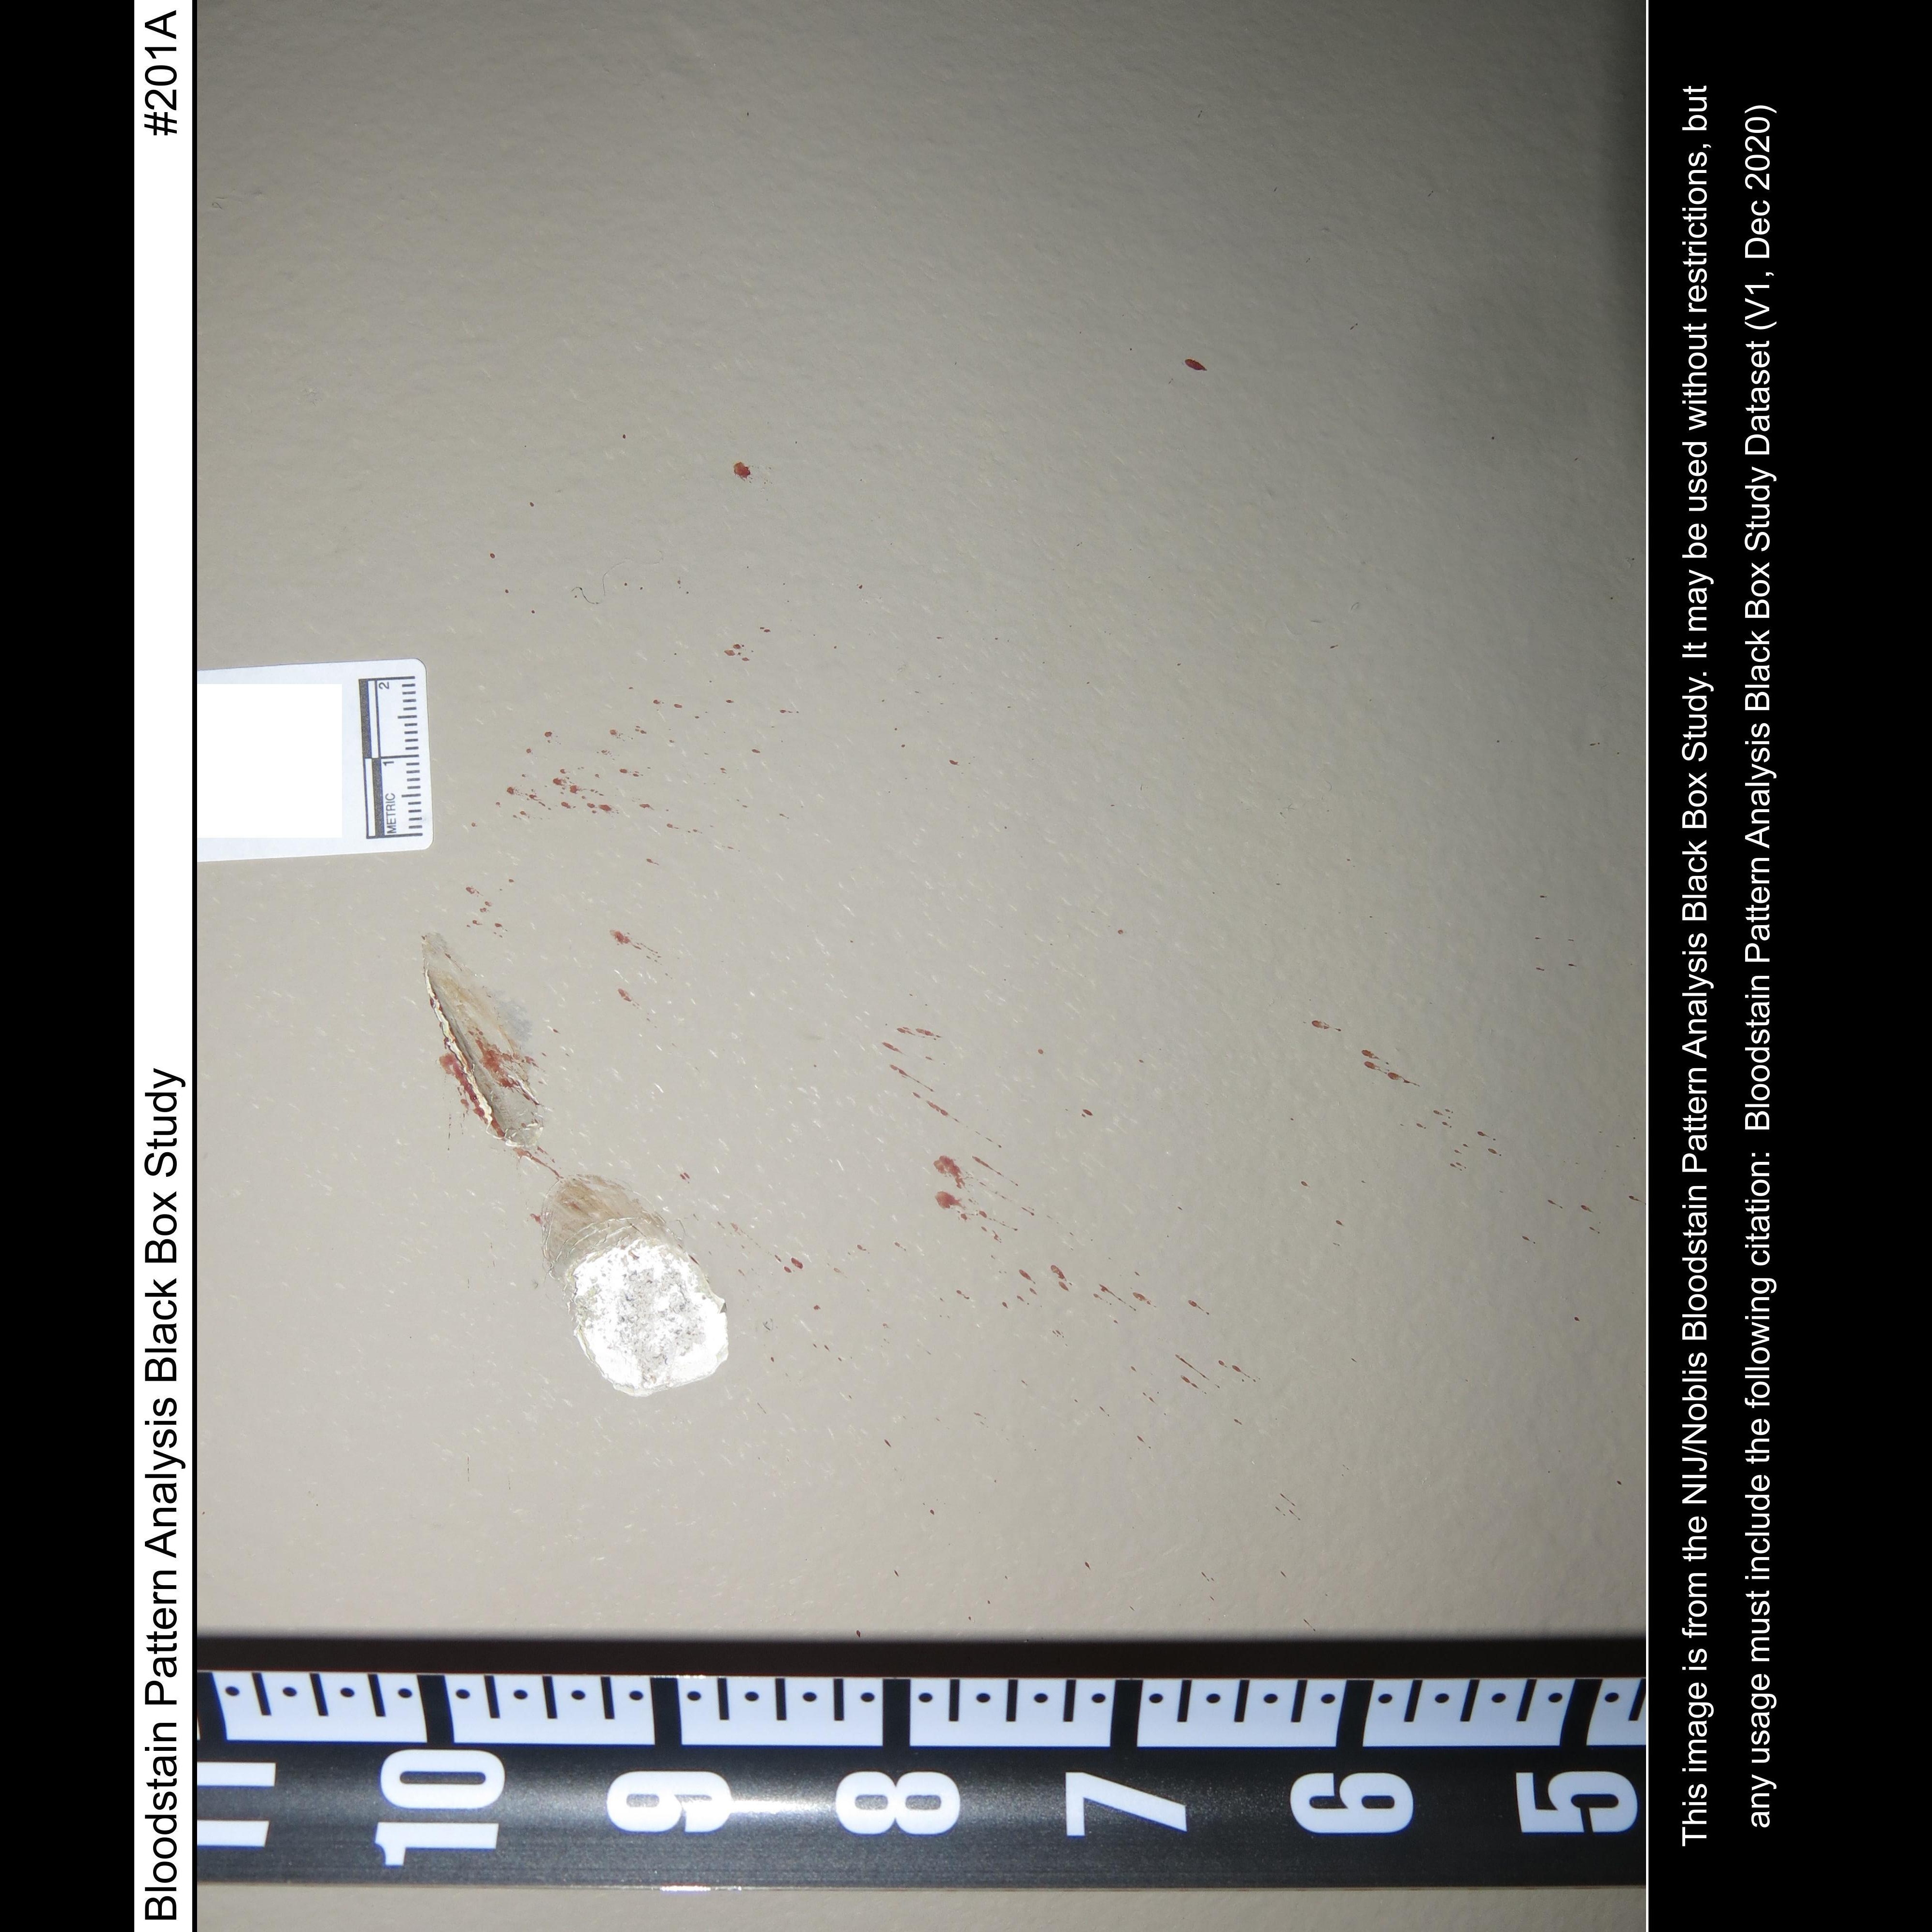 Bloodstain Pattern Analysis Black Box Study #201A
METRIC 1 2
11 10 9 8 7 6 5
This image is from the NIJ/Noblis Bloodstain Pattern Analysis Black Box Study. It may be used without restrictions, but
any usage must include the following citation: Bloodstain Pattern Analysis Black Box Study Dataset (V1, Dec 2020)